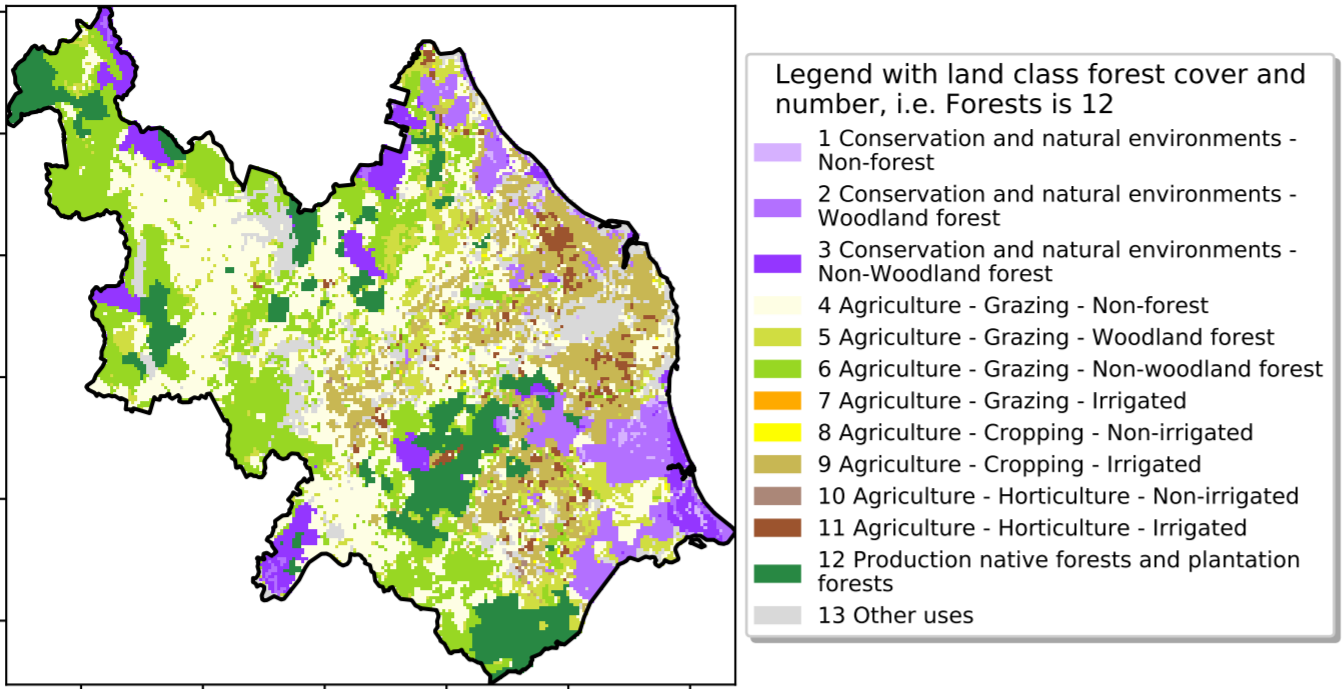 Legend with land class forest cover and
number, i.e. Forests is 12
1 Conservation and natural environments -
Non-forest
2 Conservation and natural environments -
Woodland forest
3 Conservation and natural environments -
Non-Woodland forest
4 Agriculture - Grazing - Non-forest
5 Agriculture - Grazing - Woodland forest
6 Agriculture - Grazing - Non-woodland forest
7 Agriculture - Grazing - Irrigated
8 Agriculture - Cropping - Non-irrigated
9 Agriculture - Cropping - Irrigated
10 Agriculture - Horticulture - Non-irrigated
11 Agriculture - Horticulture - Irrigated
12 Production native forests and plantation
forests
13 Other uses